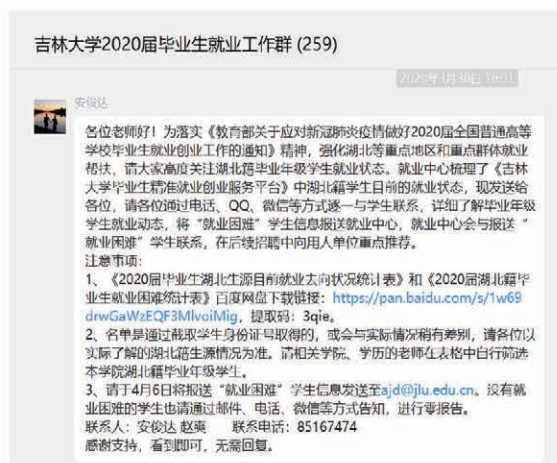 吉林大学2020届毕业生就业工作群 (259)
2020年3月30日 18:01
安俊达
各位老师好！为落实《教育部关于应对新冠肺炎疫情做好2020届全国普通高等
学校毕业生就业创业工作的通知》精神，强化湖北等重点地区和重点群体就业
帮扶，请大家高度关注湖北籍毕业年级学生就业状态。就业中心梳理了《吉林
大学毕业生精准就业创业服务平台》中湖北籍学生目前的就业状态，现发送给
各位，请各位通过电话、QQ、微信等方式逐一与学生联系，详细了解毕业年级
学生就业动态，将“就业困难”学生信息报送就业中心，就业中心会与报送“
就业困难”学生联系，在后续招聘中向用人单位重点推荐。
注意事项：
1、《2020届毕业生湖北生源目前就业去向状况统计表》和《2020届湖北籍毕
业生就业困难统计表》百度网盘下载链接：https://pan.baidu.com/s/1w69
drwGaWzEQF3MlvoiMig，提取码：3qie。
2、名单是通过截取学生身份证号取得的，或会与实际情况稍有差别，请各位以
实际了解的湖北籍生源情况为准。请相关学院、学历的老师在表格中自行筛选
本学院湖北籍毕业年级学生。
3、请于4月6日将报送“就业困难”学生信息发送至ajd@jlu.edu.cn。没有就
业困难的学生也请通过邮件、电话、微信等方式告知，进行零报告。
联系人：安俊达 赵爽 联系电话：85167474
感谢支持，看到即可，无需回复。